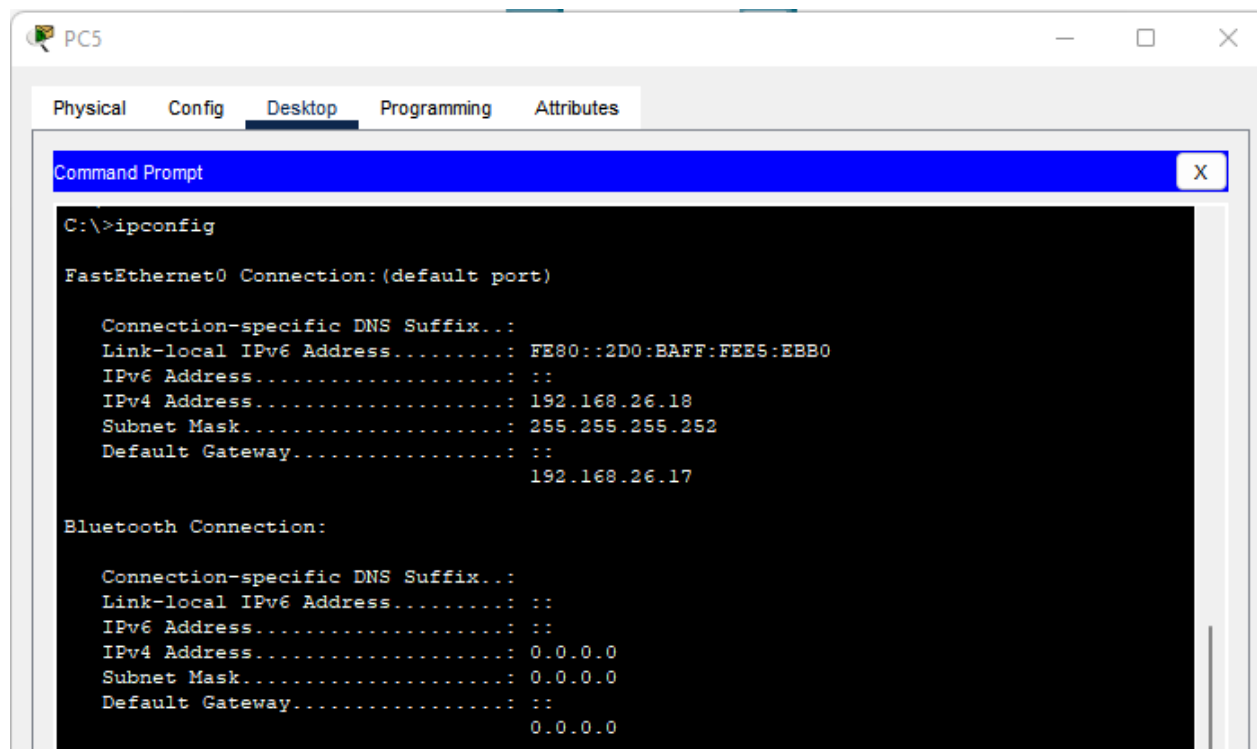 PC5
Physical Config Desktop Programming Attributes
Command Prompt
X
C:\>ipconfig
FastEthernet0 Connection:(default port)
Connection-specific DNS Suffix..:
Link-local IPv6 Address.........: FE80::2D0:BAFF:FEE5:EBB0
IPv6 Address....................: ::
IPv4 Address....................: 192.168.26.18
Subnet Mask.....................: 255.255.255.252
Default Gateway.................: ::
192.168.26.17
Bluetooth Connection:
Connection-specific DNS Suffix..:
Link-local IPv6 Address.........: ::
IPv6 Address....................: ::
IPv4 Address....................: 0.0.0.0
Subnet Mask.....................: 0.0.0.0
Default Gateway.................: ::
0.0.0.0